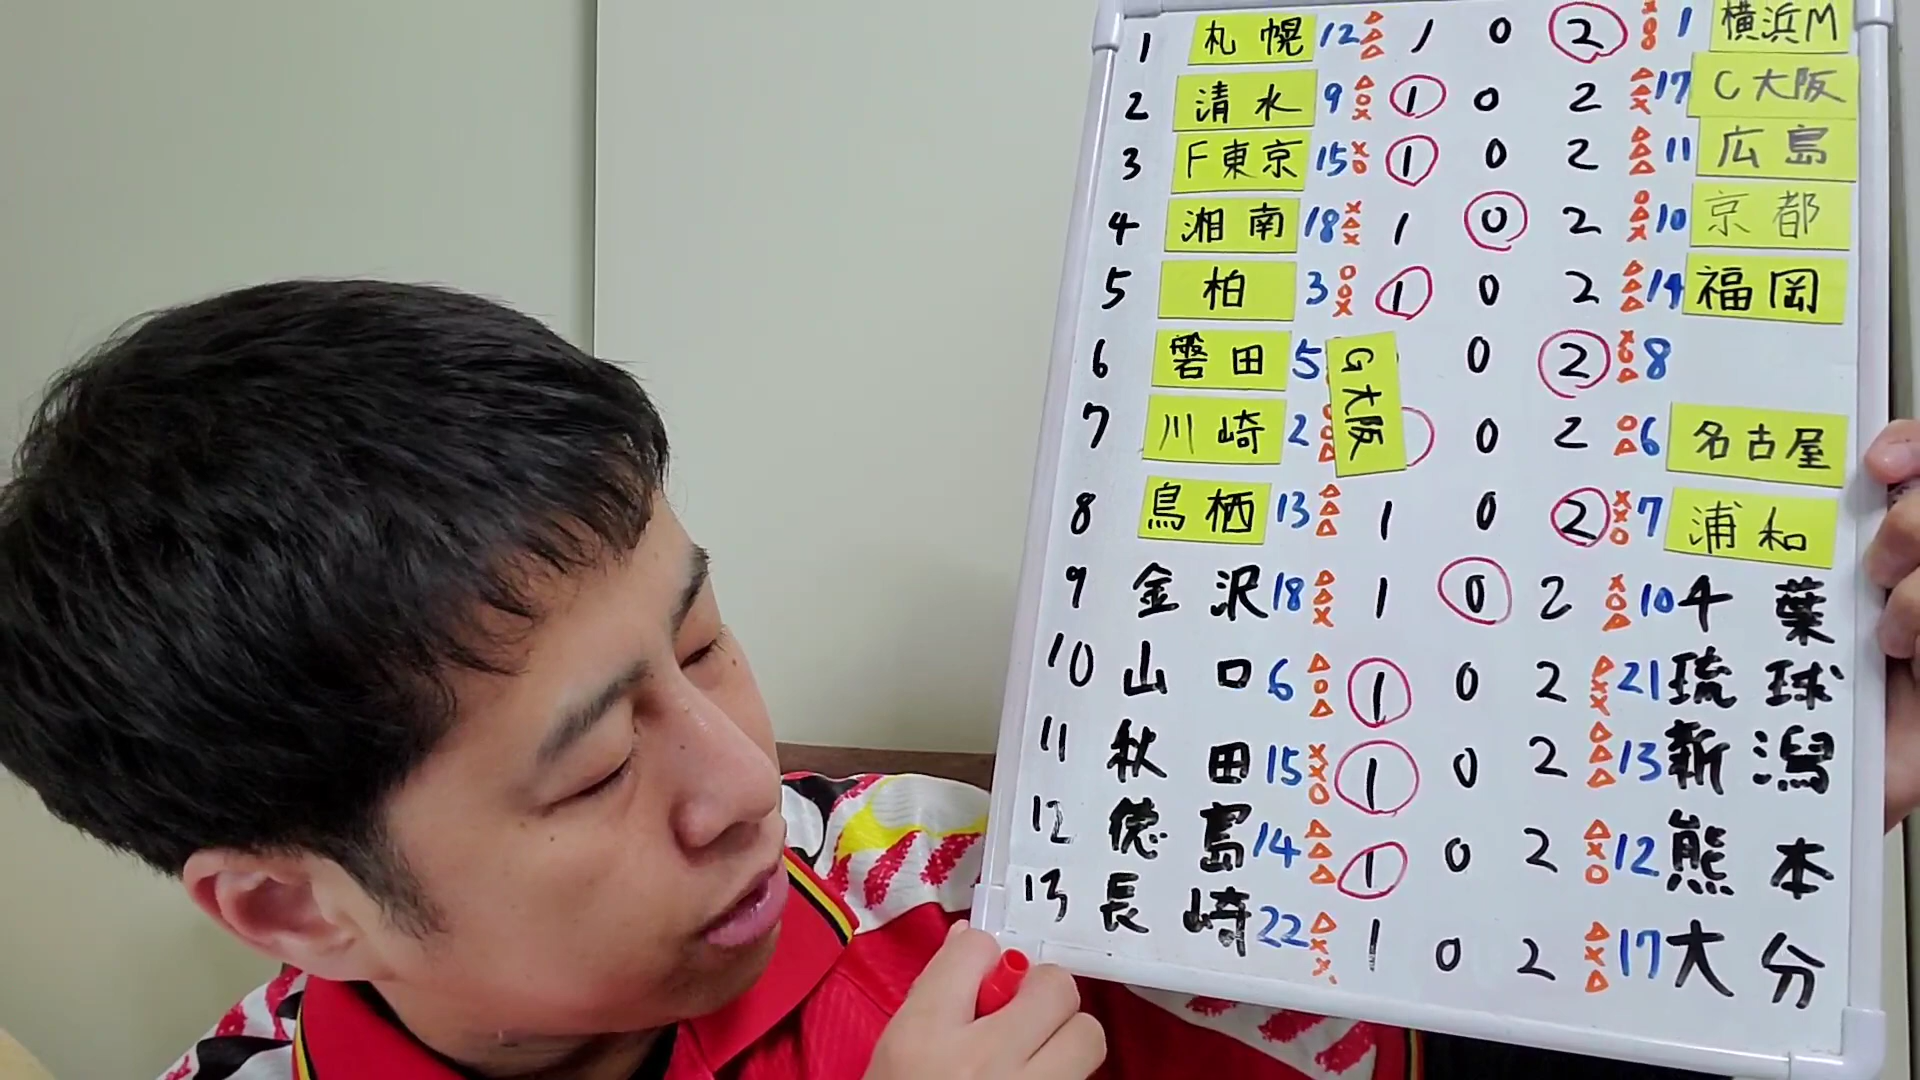 1 札幌 12 △△△ 1 0 2 ×○○ 1 横浜M
2 清水 9 △○× 1 0 2 △△× 17 C大阪
3 F東京 15 ×○ 1 0 2 △△△ 11 広島
4 湘南 18 ×△× 1 0 2 ○△× 10 京都
5 柏 3 ○○× 1 0 2 △△△ 14 福岡
6 磐田 5 G大阪 0 2 ×○△ 8
7 川崎 2 0 2 ○△ 6 名古屋
8 鳥栖 13 △△△ 1 0 2 ××○ 7 浦和
9 金沢 18 △△× 1 0 2 ×○△ 10 千葉
10 山口 6 △○△ 1 0 2 △×× 21 琉球
11 秋田 15 ××○ 1 0 2 △△△ 13 新潟
12 徳島 14 △△△ 1 0 2 △×○ 12 熊本
13 長崎 22 △×× 1 0 2 △×△ 17 大分